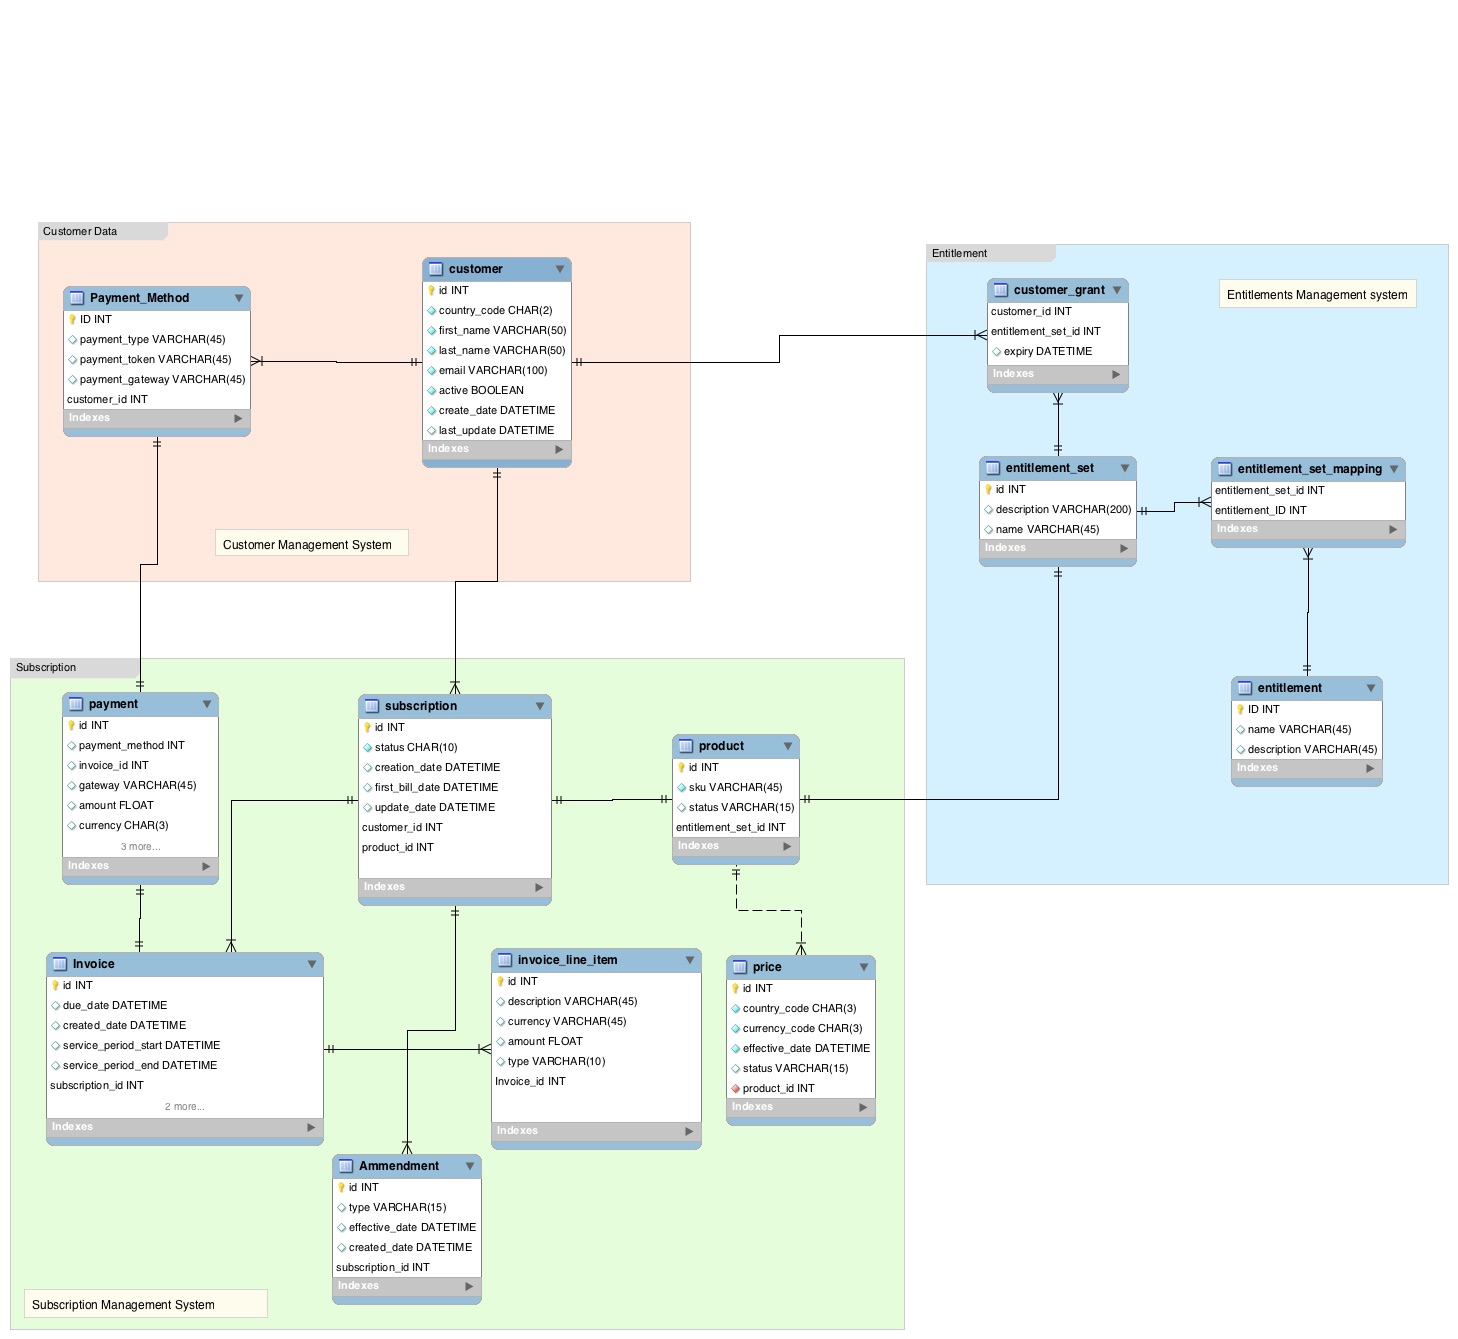 Customer Data
Payment_Method
ID INT
payment_type VARCHAR(45)
payment_token VARCHAR(45)
payment_gateway VARCHAR(45)
customer_id INT
Indexes
customer
id INT
country_code CHAR(2)
first_name VARCHAR(50)
last_name VARCHAR(50)
email VARCHAR(100)
active BOOLEAN
create_date DATETIME
last_update DATETIME
Indexes
Customer Management System
Entitlement
customer_grant
customer_id INT
entitlement_set_id INT
expiry DATETIME
Indexes
Entitlements Management system
entitlement_set
id INT
description VARCHAR(200)
name VARCHAR(45)
Indexes
entitlement_set_mapping
entitlement_set_id INT
entitlement_ID INT
Indexes
entitlement
ID INT
name VARCHAR(45)
description VARCHAR(45)
Indexes
Subscription
payment
id INT
payment_method INT
invoice_id INT
gateway VARCHAR(45)
amount FLOAT
currency CHAR(3)
3 more...
Indexes
subscription
id INT
status CHAR(10)
creation_date DATETIME
first_bill_date DATETIME
update_date DATETIME
customer_id INT
product_id INT
Indexes
product
id INT
sku VARCHAR(45)
status VARCHAR(15)
entitlement_set_id INT
Indexes
Invoice
id INT
due_date DATETIME
created_date DATETIME
service_period_start DATETIME
service_period_end DATETIME
subscription_id INT
2 more...
Indexes
invoice_line_item
id INT
description VARCHAR(45)
currency VARCHAR(45)
amount FLOAT
type VARCHAR(10)
Invoice_id INT
Indexes
price
id INT
country_code CHAR(3)
currency_code CHAR(3)
effective_date DATETIME
status VARCHAR(15)
product_id INT
Indexes
Ammendment
id INT
type VARCHAR(15)
effective_date DATETIME
created_date DATETIME
subscription_id INT
Indexes
Subscription Management System